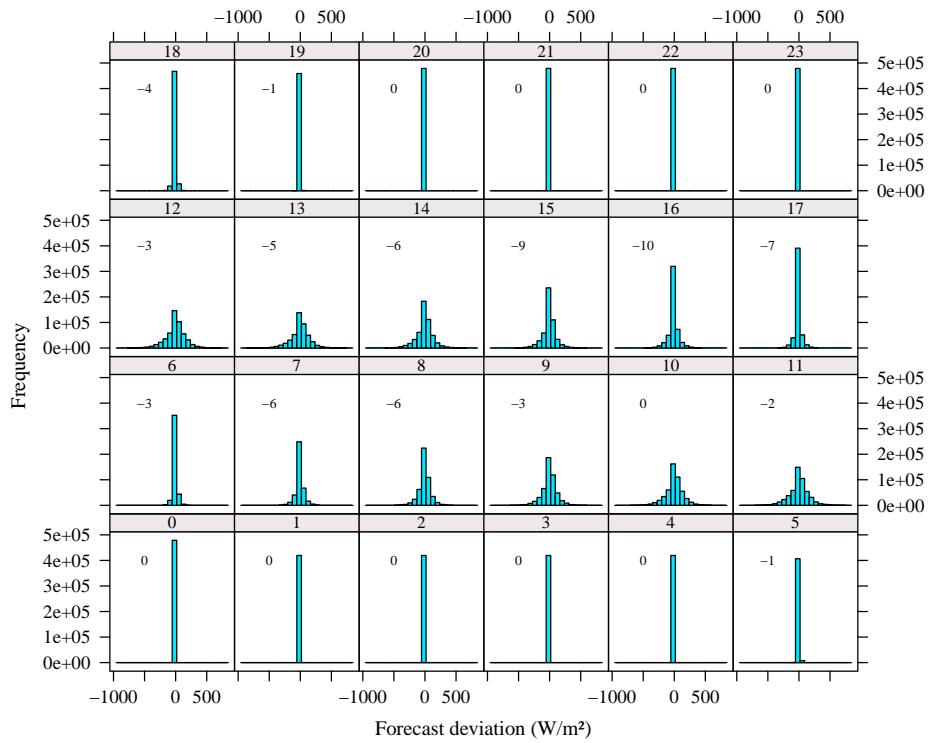 −1000 0 500 −1000 0 500 −1000 0 500
18 19 20 21 22 23
−4 −1 0 0 0 0
5e+05
4e+05
3e+05
2e+05
1e+05
0e+00
12 13 14 15 16 17
−3 −5 −6 −9 −10 −7
5e+05
4e+05
3e+05
2e+05
1e+05
0e+00
6 7 8 9 10 11
−3 −6 −6 −3 0 −2
5e+05
4e+05
3e+05
2e+05
1e+05
0e+00
0 1 2 3 4 5
0 0 0 0 0 −1
5e+05
4e+05
3e+05
2e+05
1e+05
0e+00
−1000 0 500 −1000 0 500 −1000 0 500
Frequency
Forecast deviation (W/m²)